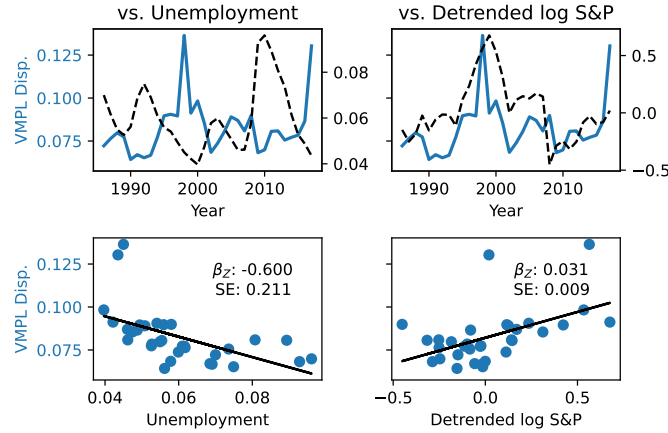 vs. Unemployment
vs. Detrended log S&P
VMPL Disp.
0.125
0.100
0.075
0.08
0.06
0.04
0.5
0.0
−0.5
1990
2000
2010
1990
2000
2010
Year
Year
VMPL Disp.
0.125
0.100
0.075
β_Z: -0.600
SE: 0.211
β_Z: 0.031
SE: 0.009
0.04
0.06
0.08
−0.5
0.0
0.5
Unemployment
Detrended log S&P